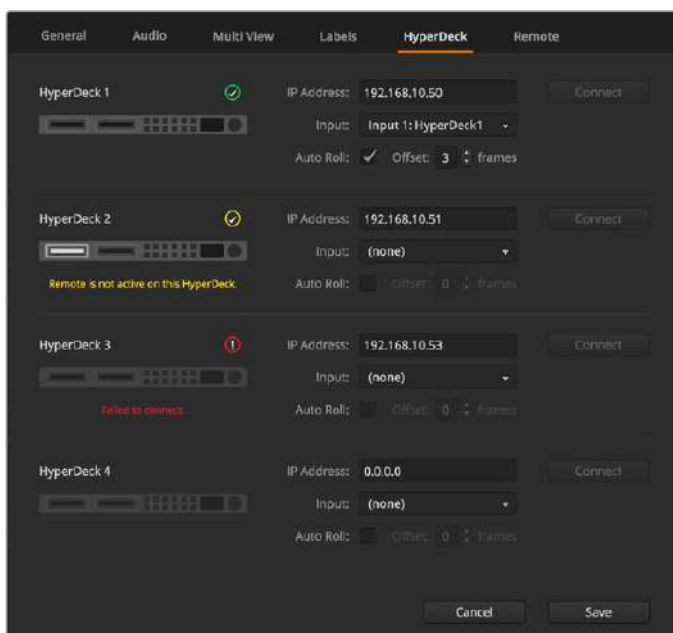 General Audio Multi View Labels HyperDeck Remote
HyperDeck 1 IP Address: 192.168.10.50 Connect
Input: Input 1: HyperDeck1
Auto Roll: Offset: 3 frames
HyperDeck 2 IP Address: 192.168.10.51 Connect
Input: (none)
Remote is not active on this HyperDeck. Auto Roll: Offset: 0 frames
HyperDeck 3 IP Address: 192.168.10.53 Connect
Input: (none)
Failed to connect. Auto Roll: Offset: 0 frames
HyperDeck 4 IP Address: 0.0.0.0 Connect
Input: (none)
Auto Roll: Offset: 0 frames
Cancel Save